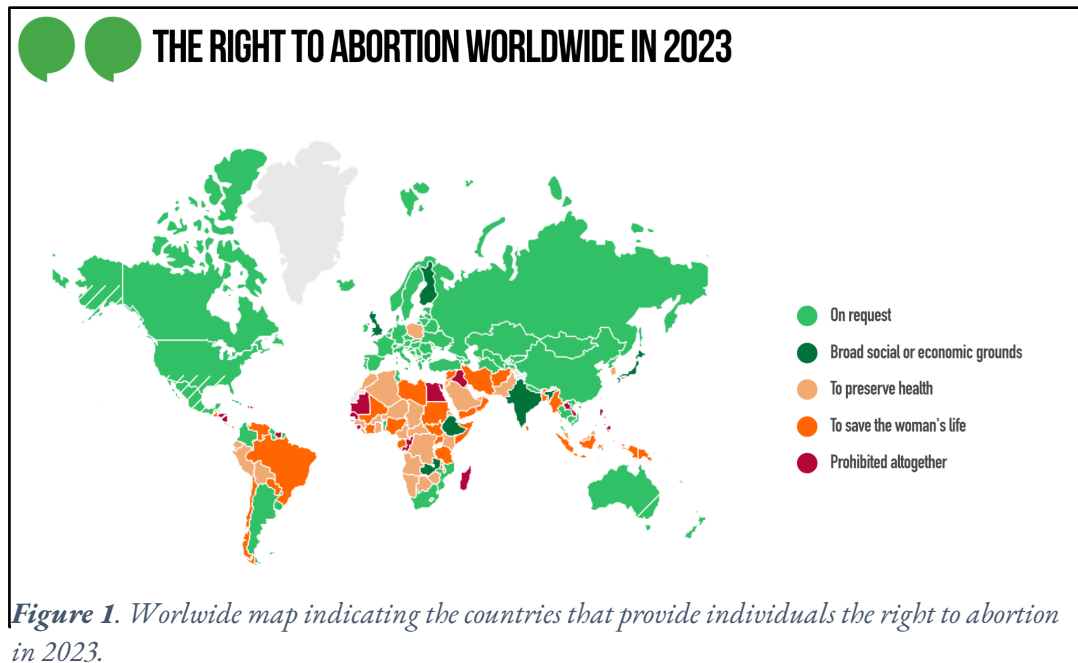 THE RIGHT TO ABORTION WORLDWIDE IN 2023
On request
Broad social or economic grounds
To preserve health
To save the woman's life
Prohibited altogether
Figure 1. Worlwide map indicating the countries that provide individuals the right to abortion
in 2023.